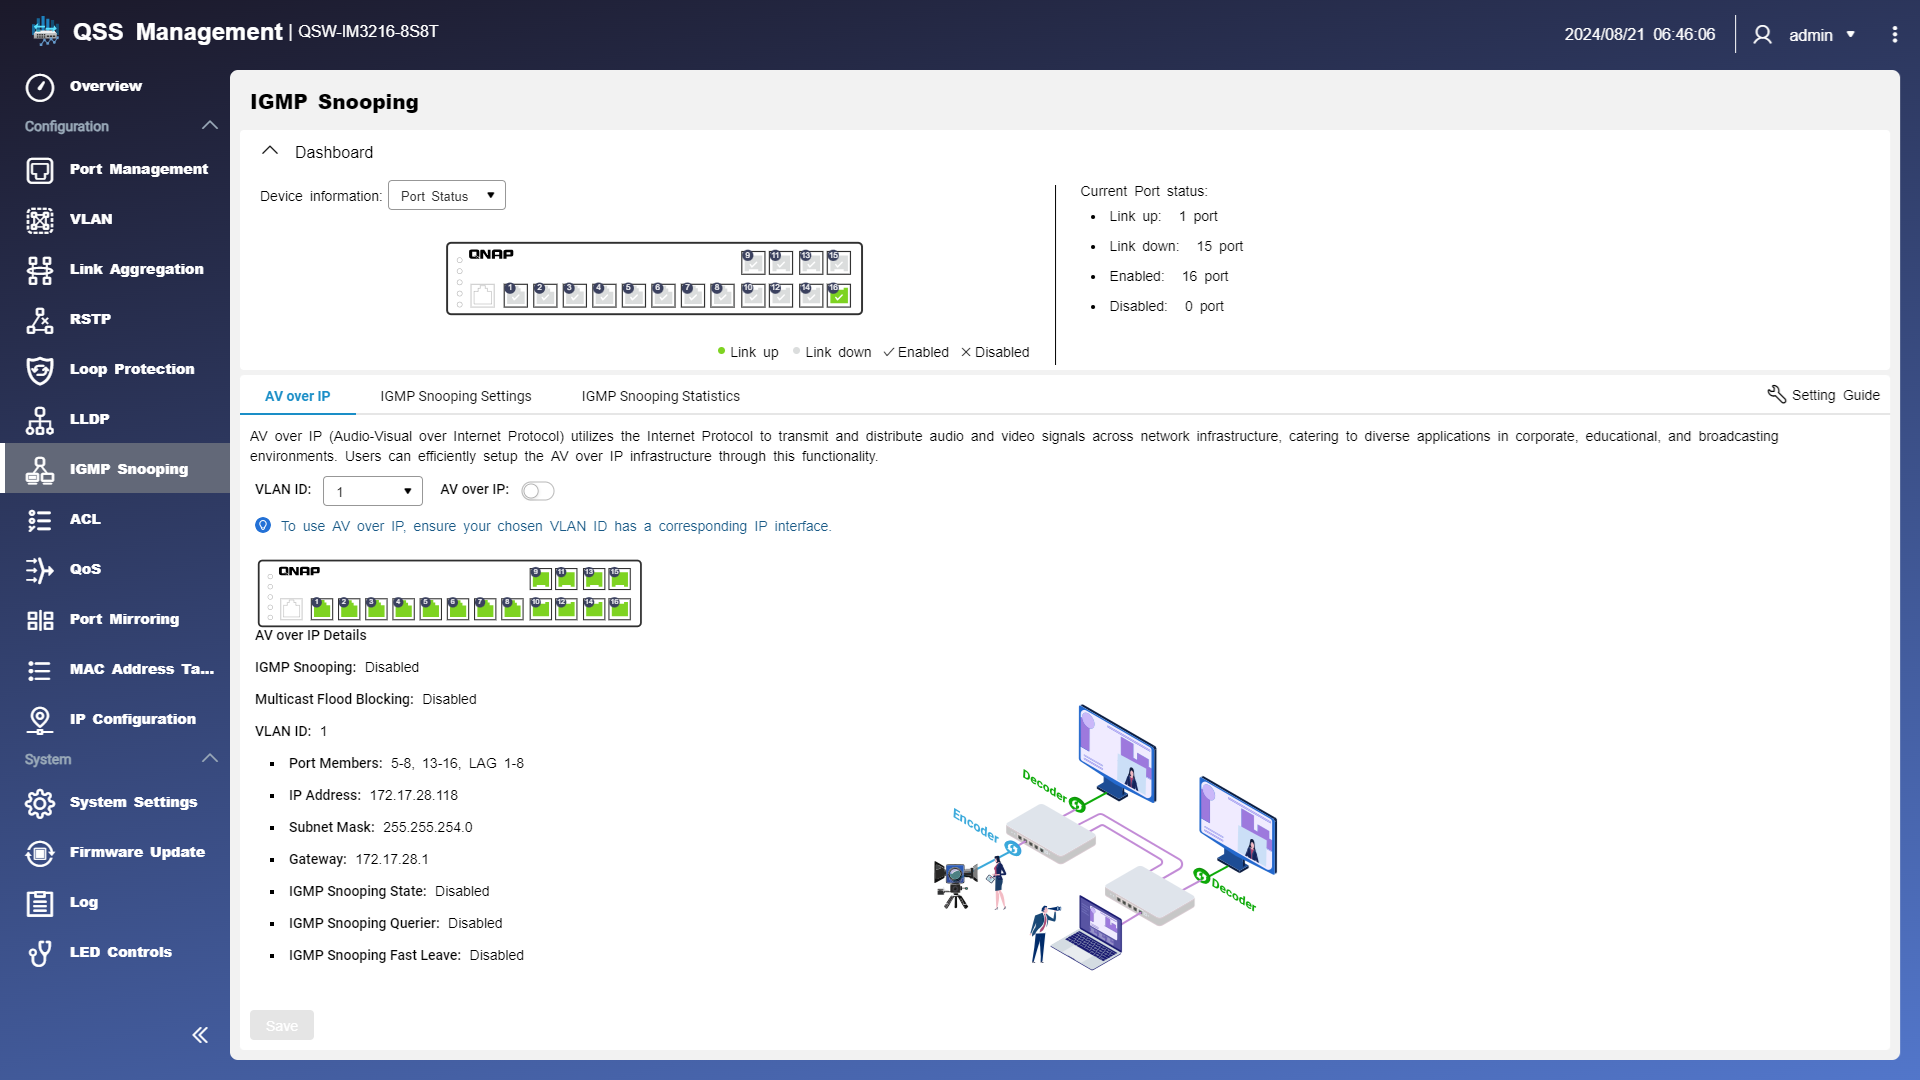 QSS Management | QSW-IM3216-8S8T
2024/08/21 06:46:06
admin
Overview
Configuration
Port Management
VLAN
Link Aggregation
RSTP
Loop Protection
LLDP
IGMP Snooping
ACL
QoS
Port Mirroring
MAC Address Ta...
IP Configuration
System
System Settings
Firmware Update
Log
LED Controls
IGMP Snooping
Dashboard
Device information: Port Status
QNAP
9 11 13 15
1 2 3 4 5 6 7 8 10 12 14 16
Link up Link down Enabled Disabled
Current Port status:
• Link up: 1 port
• Link down: 15 port
• Enabled: 16 port
• Disabled: 0 port
AV over IP IGMP Snooping Settings IGMP Snooping Statistics
Setting Guide
AV over IP (Audio-Visual over Internet Protocol) utilizes the Internet Protocol to transmit and distribute audio and video signals across network infrastructure, catering to diverse applications in corporate, educational, and broadcasting
environments. Users can efficiently setup the AV over IP infrastructure through this functionality.
VLAN ID: 1 AV over IP:
To use AV over IP, ensure your chosen VLAN ID has a corresponding IP interface.
QNAP
9 11 13 15
1 2 3 4 5 6 7 8 10 12 14 16
AV over IP Details
IGMP Snooping: Disabled
Multicast Flood Blocking: Disabled
VLAN ID: 1
Port Members: 5-8, 13-16, LAG 1-8
IP Address: 172.17.28.118
Subnet Mask: 255.255.254.0
Gateway: 172.17.28.1
IGMP Snooping State: Disabled
IGMP Snooping Querier: Disabled
IGMP Snooping Fast Leave: Disabled
Decoder
Encoder
Decoder
Save